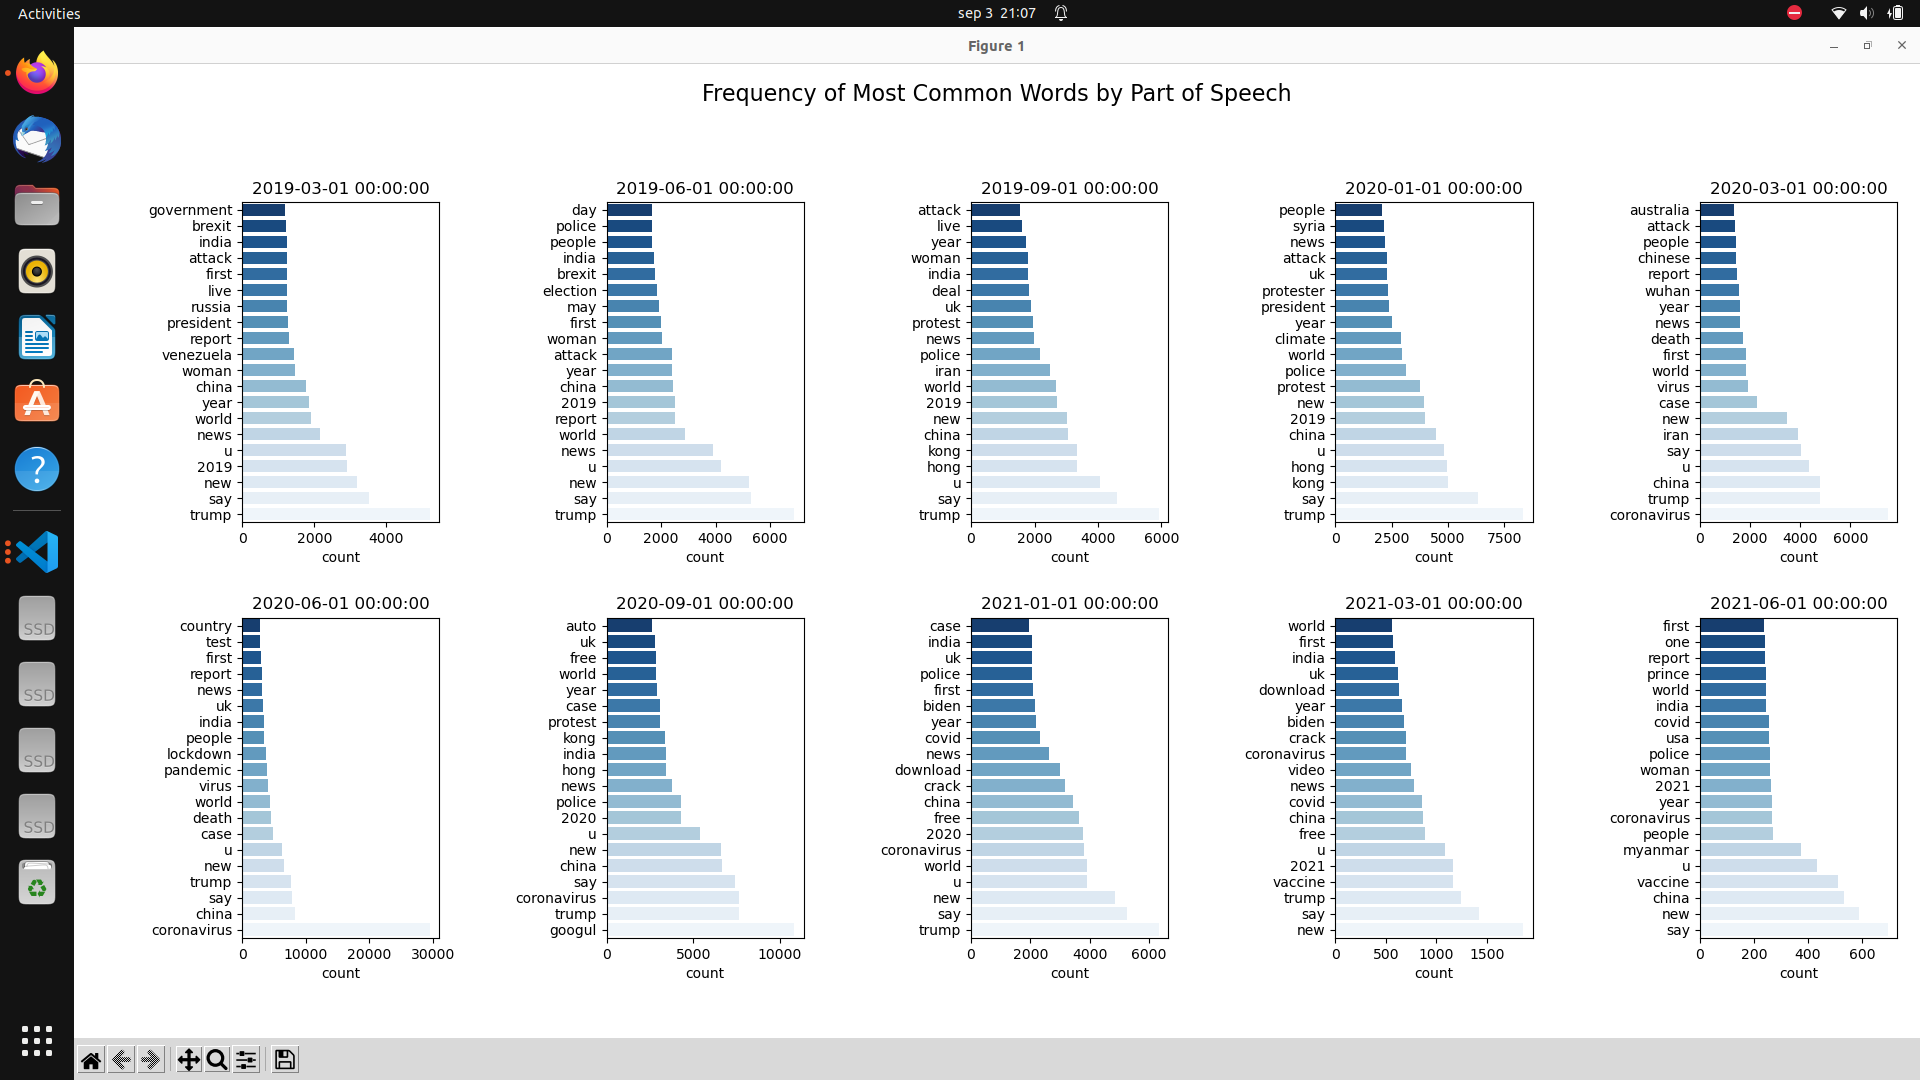 Activities
sep 3 21:07
Figure 1
Frequency of Most Common Words by Part of Speech
2019-03-01 00:00:00
government
brexit
india
attack
first
live
russia
president
report
venezuela
woman
china
year
world
news
u
2019
new
say
trump
0 2000 4000
count
2019-06-01 00:00:00
day
police
people
india
brexit
election
may
first
woman
attack
year
china
2019
report
world
news
u
new
say
trump
0 2000 4000 6000
count
2019-09-01 00:00:00
attack
live
year
woman
india
deal
uk
protest
news
police
iran
world
2019
new
china
kong
hong
u
say
trump
0 2000 4000 6000
count
2020-01-01 00:00:00
people
syria
news
attack
uk
protester
president
year
climate
world
police
protest
new
2019
china
u
hong
kong
say
trump
0 2500 5000 7500
count
2020-03-01 00:00:00
australia
attack
people
chinese
report
wuhan
year
news
death
first
world
virus
case
new
iran
say
u
china
trump
coronavirus
0 2000 4000 6000
count
2020-06-01 00:00:00
country
test
first
report
news
uk
india
people
lockdown
pandemic
virus
world
death
case
u
new
trump
say
china
coronavirus
0 10000 20000 30000
count
2020-09-01 00:00:00
auto
uk
free
world
year
case
protest
kong
india
hong
news
police
2020
u
new
china
say
coronavirus
trump
googul
0 5000 10000
count
2021-01-01 00:00:00
case
india
uk
police
first
biden
year
covid
news
download
crack
china
free
2020
coronavirus
world
u
new
say
trump
0 2000 4000 6000
count
2021-03-01 00:00:00
world
first
india
uk
download
year
biden
crack
coronavirus
video
news
covid
china
free
u
2021
vaccine
trump
say
new
0 500 1000 1500
count
2021-06-01 00:00:00
first
one
report
prince
world
india
covid
usa
police
woman
2021
year
coronavirus
people
myanmar
u
vaccine
china
new
say
0 200 400 600
count
SSD
SSD
SSD
SSD